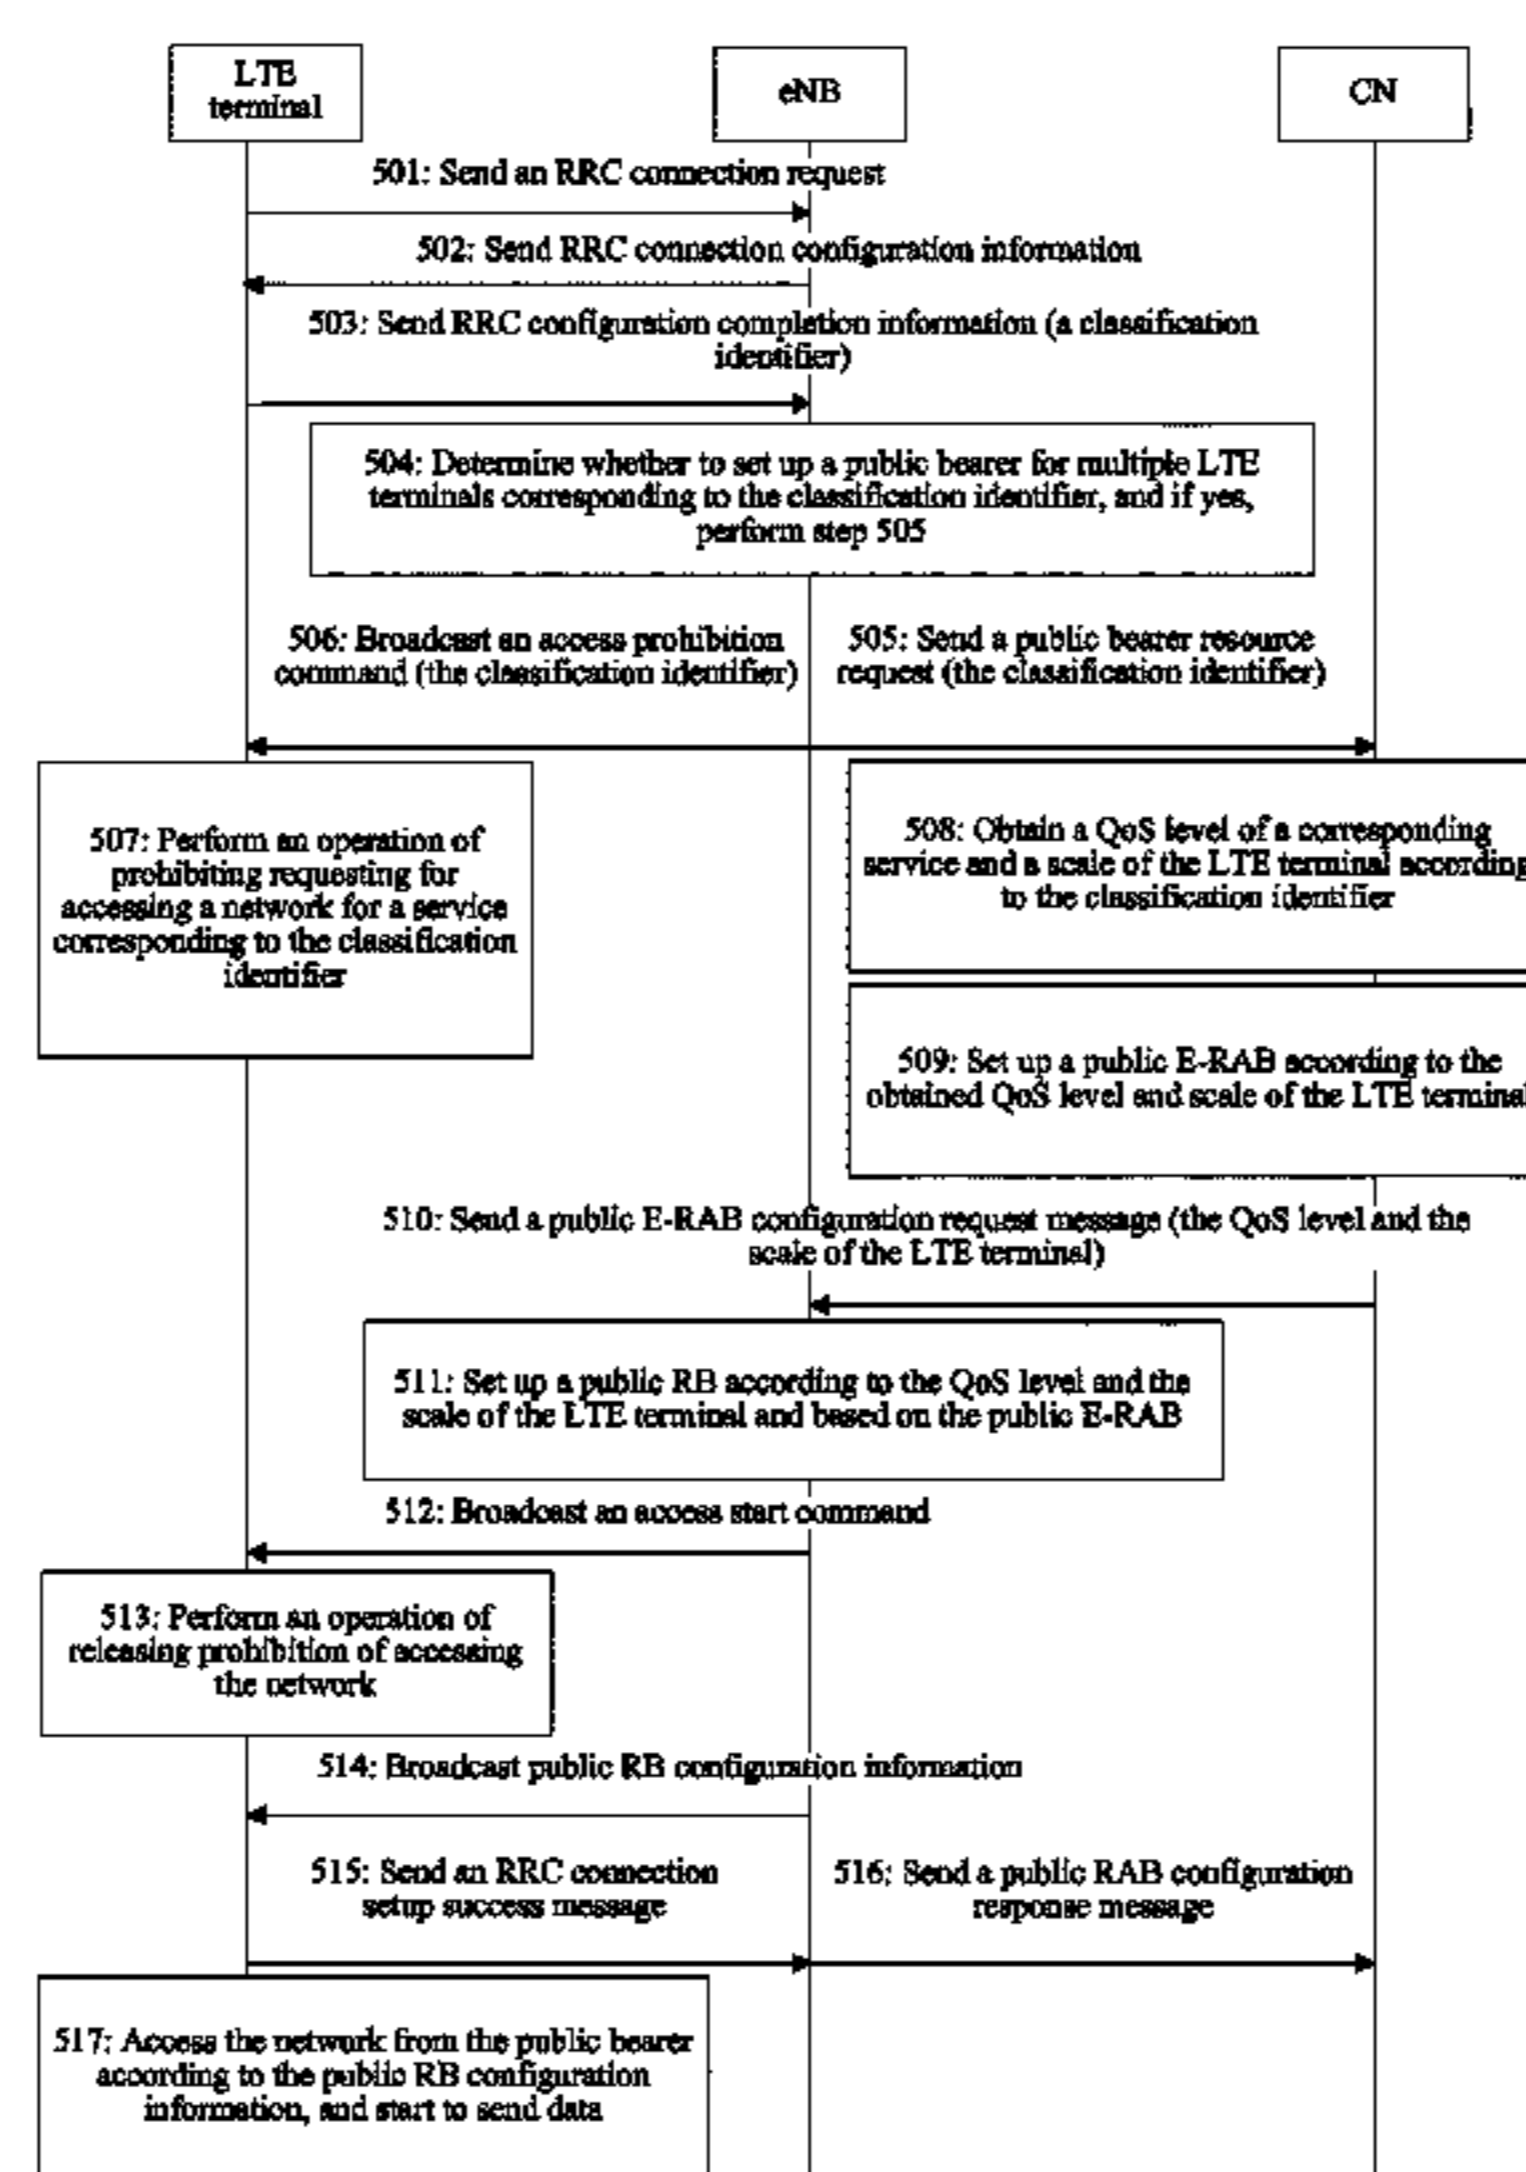 LTE
terminal
eNB
CN
501: Send an RRC connection request
502: Send RRC connection configuration information
503: Send RRC configuration completion information (a classification
identifier)
504: Determine whether to set up a public bearer for multiple LTE
terminals corresponding to the classification identifier, and if yes,
perform step 505
506: Broadcast an access prohibition
command (the classification identifier)
505: Send a public bearer resource
request (the classification identifier)
507: Perform an operation of
prohibiting requesting for
accessing a network for a service
corresponding to the classification
identifier
508: Obtain a QoS level of a corresponding
service and a scale of the LTE terminal according
to the classification identifier
509: Set up a public E-RAB according to the
obtained QoS level and scale of the LTE terminal
510: Send a public E-RAB configuration request message (the QoS level and the
scale of the LTE terminal)
511: Set up a public RB according to the QoS level and the
scale of the LTE terminal and based on the public E-RAB
512: Broadcast an access start command
513: Perform an operation of
releasing prohibition of accessing
the network
514: Broadcast public RB configuration information
515: Send an RRC connection
setup success message
516: Send a public RAB configuration
response message
517: Access the network from the public bearer
according to the public RB configuration
information, and start to send data